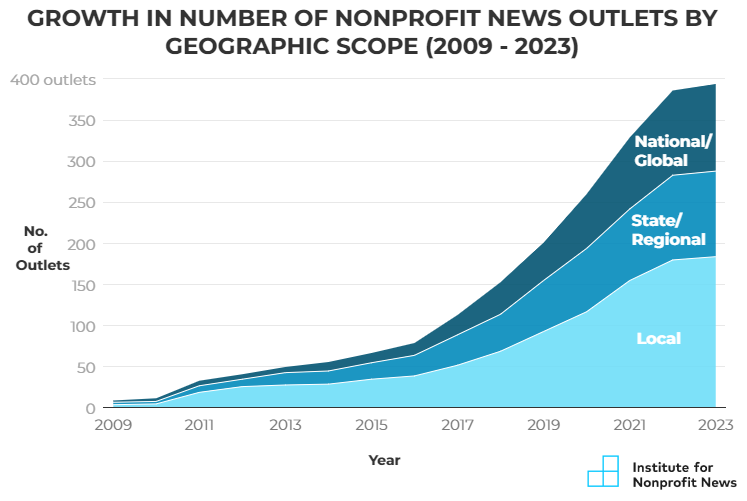 GROWTH IN NUMBER OF NONPROFIT NEWS OUTLETS BY
GEOGRAPHIC SCOPE (2009 - 2023)
400 outlets
350
300
250
200
150
100
50
0
No.
of
Outlets
National/
Global
State/
Regional
Local
2009
2011
2013
2015
2017
2019
2021
2023
Year
Institute for
Nonprofit News